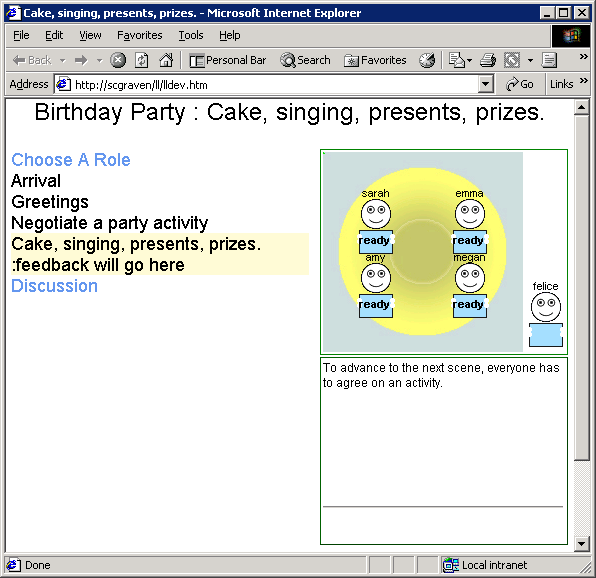 Cake, singing, presents, prizes. - Microsoft Internet Explorer
File Edit View Favorites Tools Help
Back Personal Bar Search Favorites »
Address http://scgraven/ll/lldev.htm Go Links »
Birthday Party : Cake, singing, presents, prizes.
Choose A Role
Arrival
Greetings
Negotiate a party activity
Cake, singing, presents, prizes.
:feedback will go here
Discussion
sarah emma
ready ready
amy megan
ready ready
felice
To advance to the next scene, everyone has
to agree on an activity.
Done Local intranet